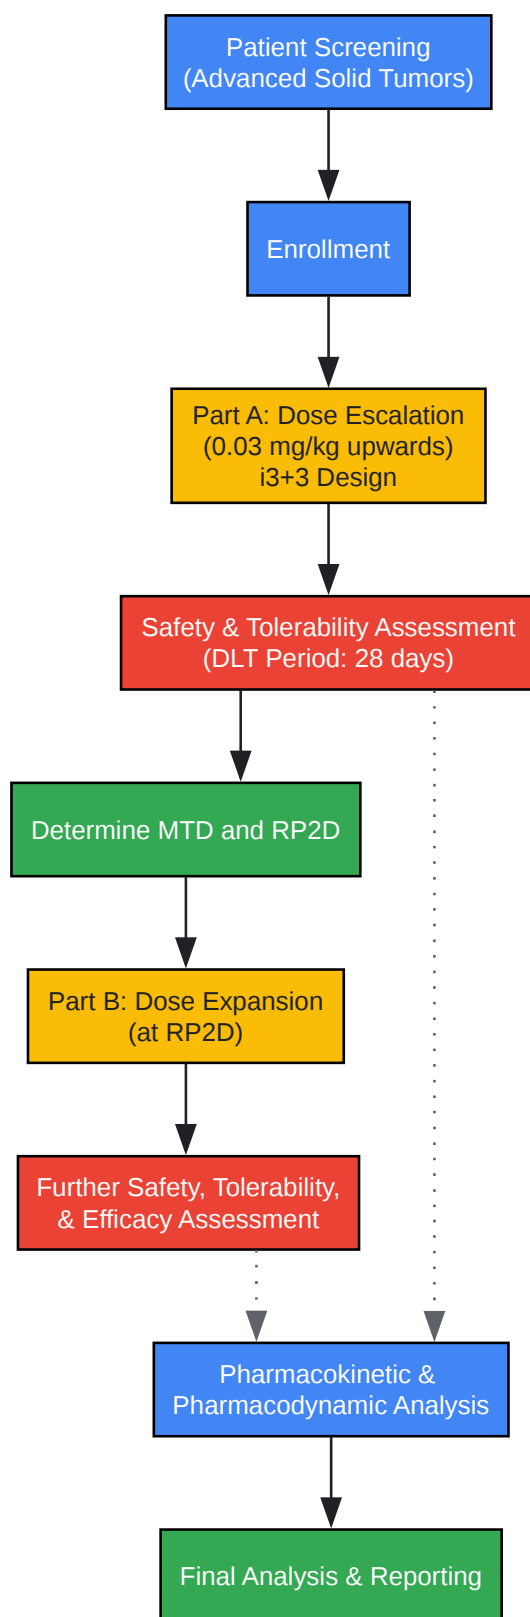 Patient Screening
(Advanced Solid Tumors)
Enrollment
Part A: Dose Escalation
(0.03 mg/kg upwards)
i3+3 Design
Safety & Tolerability Assessment
(DLT Period: 28 days)
Determine MTD and RP2D
Part B: Dose Expansion
(at RP2D)
Further Safety, Tolerability,
& Efficacy Assessment
Pharmacokinetic &
Pharmacodynamic Analysis
Final Analysis & Reporting